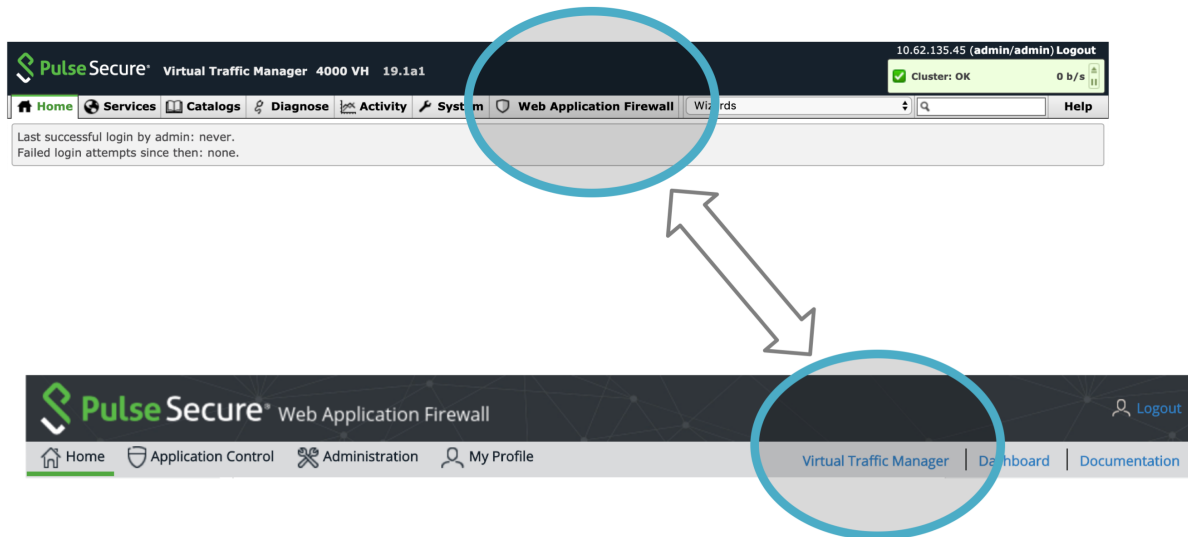 10.62.135.45 (admin/admin) Logout
Pulse Secure® Virtual Traffic Manager 4000 VH 19.1a1
Cluster: OK 0 b/s
Home Services Catalogs Diagnose Activity System Web Application Firewall Wizards Help
Last successful login by admin: never.
Failed login attempts since then: none.
Pulse Secure® Web Application Firewall
Logout
Home Application Control Administration My Profile Virtual Traffic Manager Dashboard Documentation